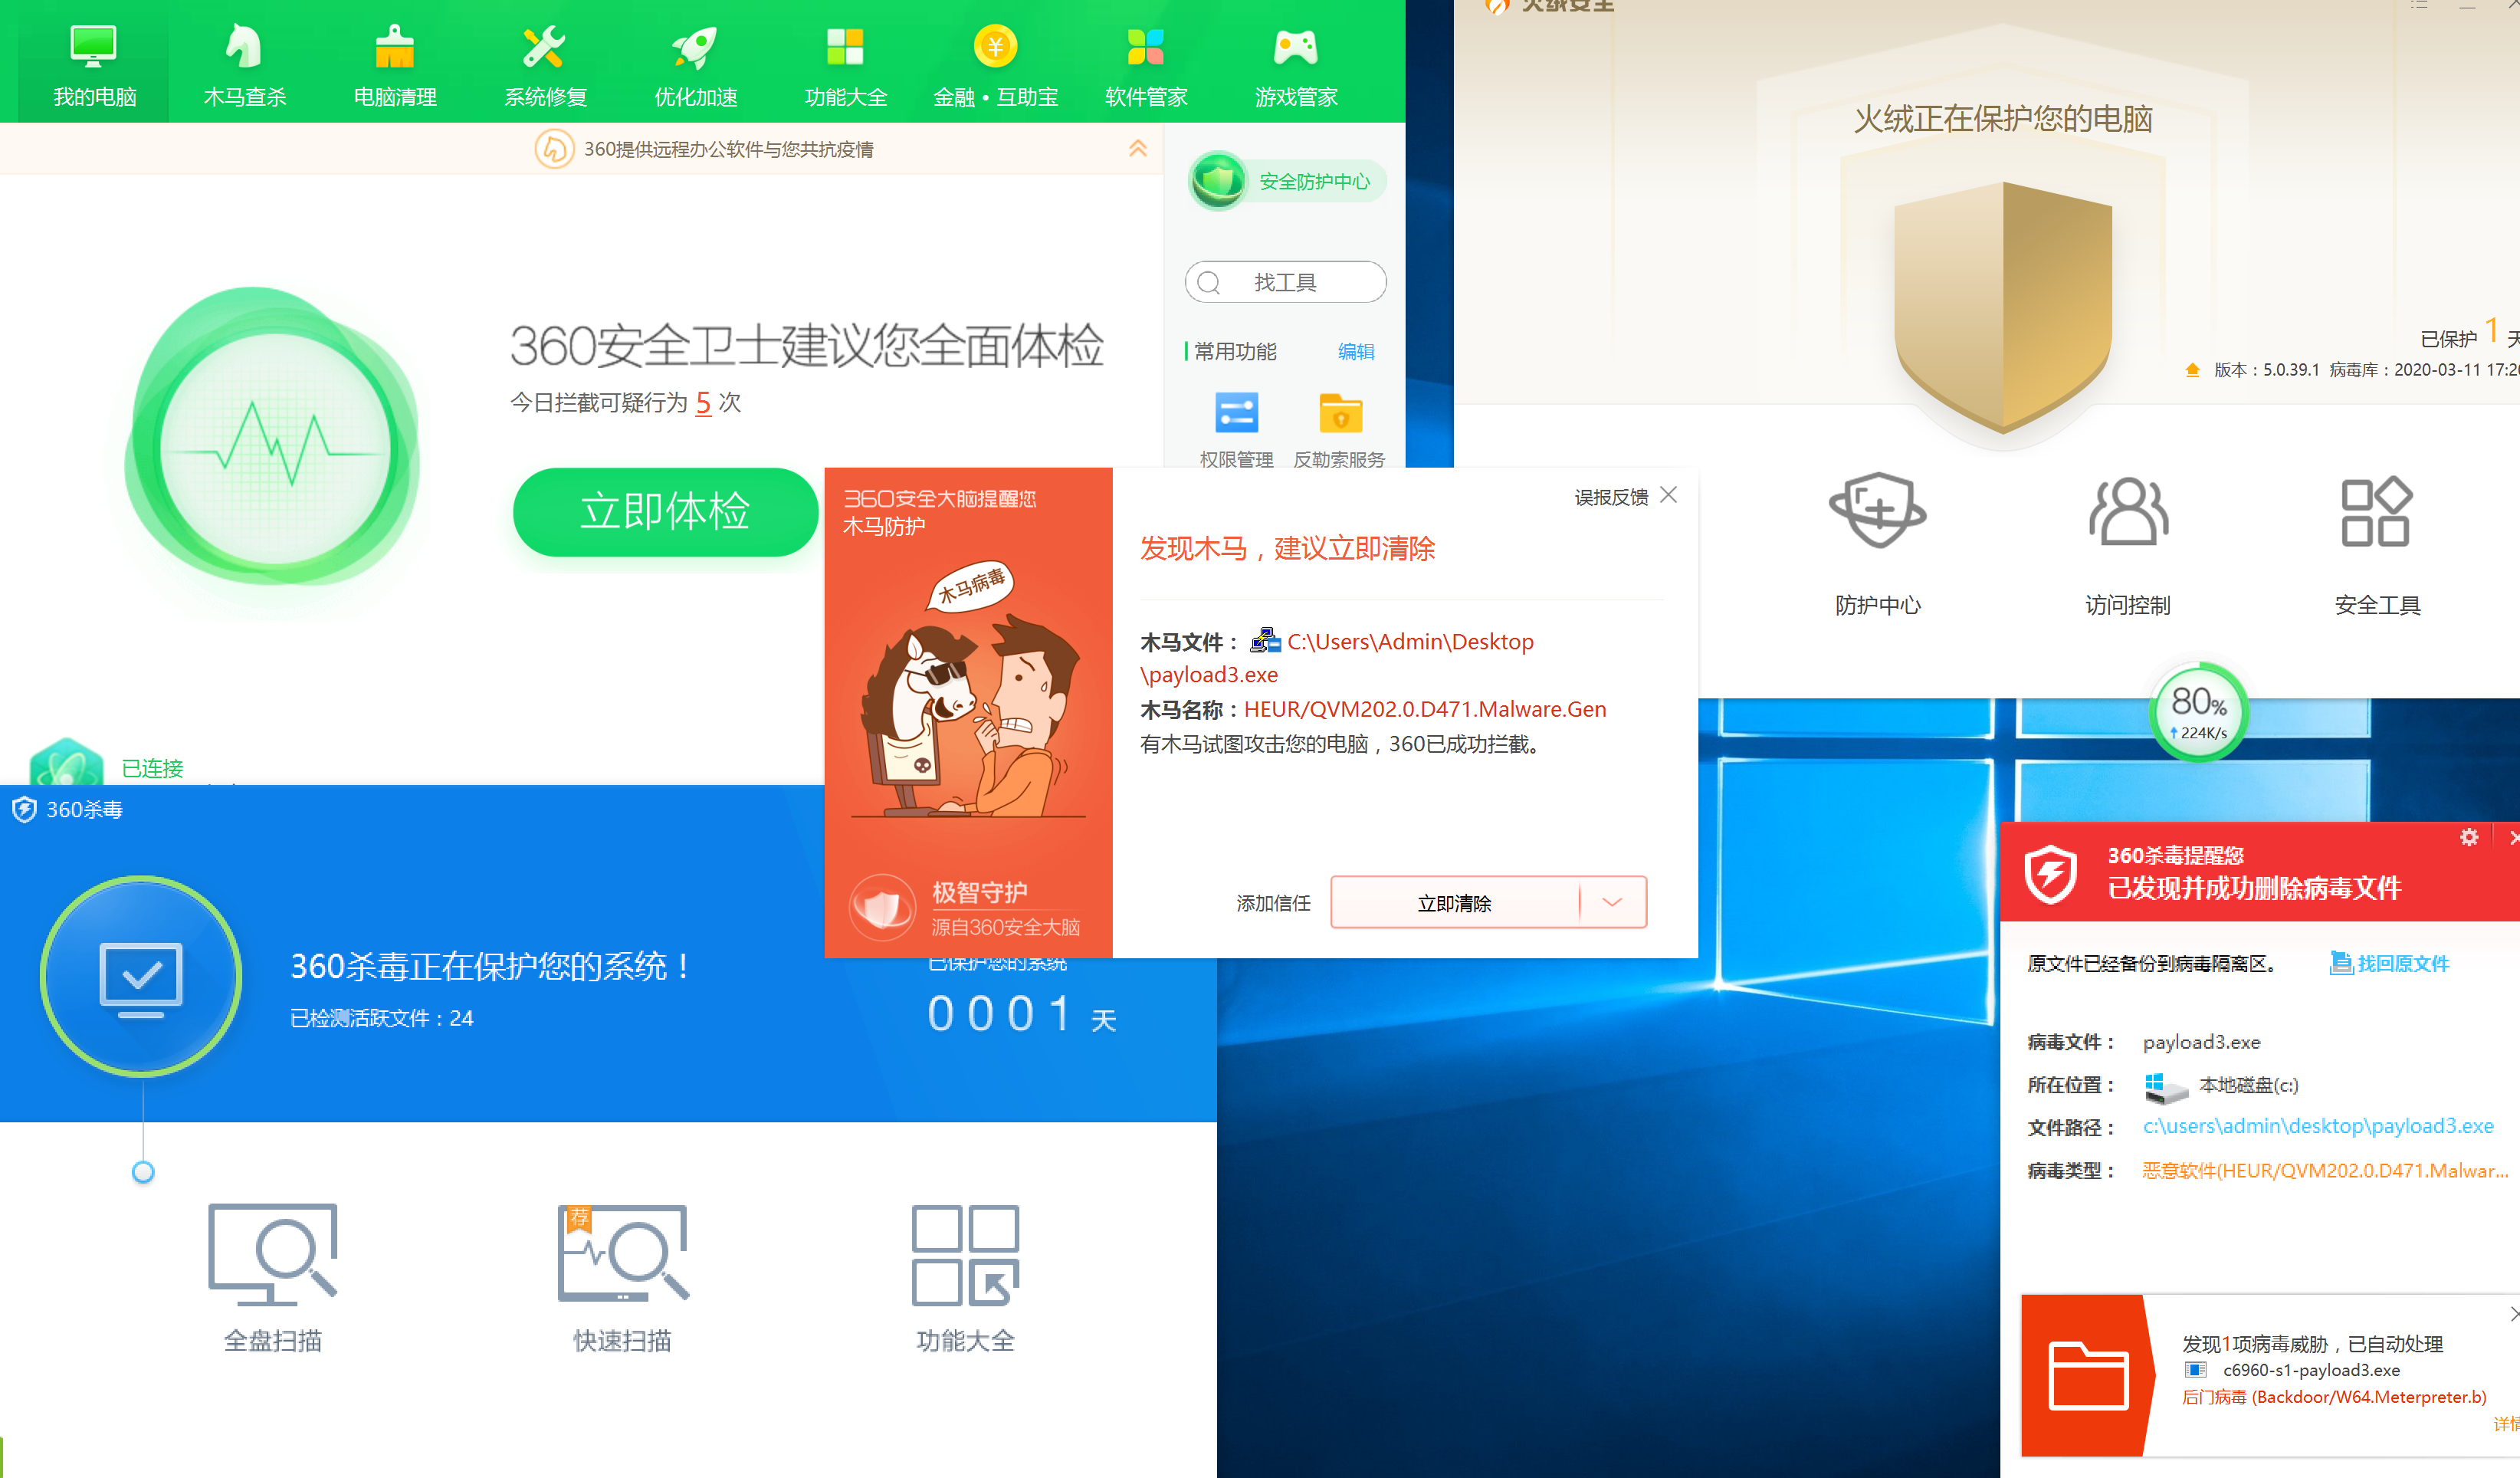 我的电脑
木马查杀
电脑清理
系统修复
优化加速
功能大全
金融•互助宝
软件管家
游戏管家
360提供远程办公软件与您共抗疫情
安全防护中心
找工具
常用功能 编辑
权限管理 反勒索服务
360安全卫士建议您全面体检
今日拦截可疑行为 5 次
立即体检
已连接
火绒安全
火绒正在保护您的电脑
已保护 1 天
版本：5.0.39.1 病毒库：2020-03-11 17:20
防护中心
访问控制
安全工具
80%
224K/s
360安全大脑提醒您
木马防护
木马病毒
极智守护
源自360安全大脑
误报反馈
发现木马，建议立即清除
木马文件： C:\Users\Admin\Desktop
\payload3.exe
木马名称：HEUR/QVM202.0.D471.Malware.Gen
有木马试图攻击您的电脑，360已成功拦截。
添加信任
立即清除
360杀毒
360杀毒正在保护您的系统！
已检测活跃文件：24
已保护您的系统
0001 天
全盘扫描
荐
快速扫描
功能大全
360杀毒提醒您
已发现并成功删除病毒文件
原文件已经备份到病毒隔离区。 找回原文件
病毒文件： payload3.exe
所在位置： 本地磁盘(c:)
文件路径： c:\users\admin\desktop\payload3.exe
病毒类型： 恶意软件(HEUR/QVM202.0.D471.Malwar...
发现1项病毒威胁，已自动处理
c6960-s1-payload3.exe
后门病毒 (Backdoor/W64.Meterpreter.b)
详情